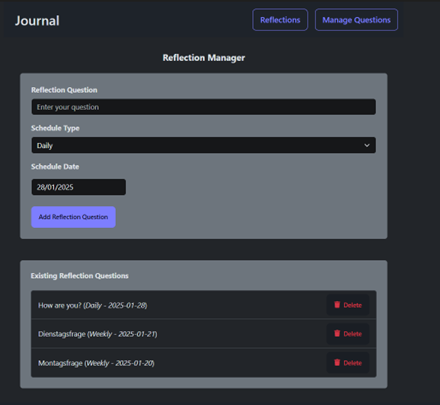 Journal
Reflections
Manage Questions
Reflection Manager
Reflection Question
Enter your question
Schedule Type
Daily
Schedule Date
28/01/2025
Add Reflection Question
Existing Reflection Questions
How are you? (Daily - 2025-01-28)
Delete
Dienstagsfrage (Weekly - 2025-01-21)
Delete
Montagsfrage (Weekly - 2025-01-20)
Delete